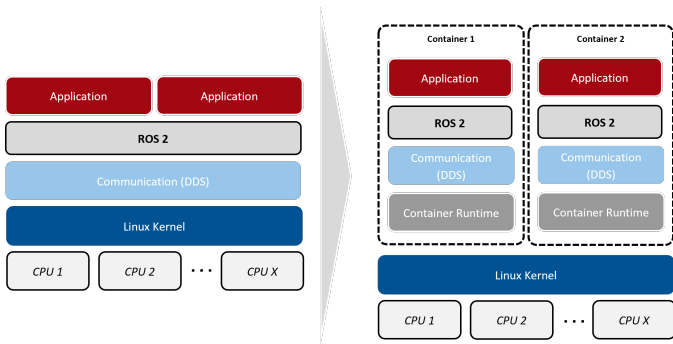 Application
Application
ROS 2
Communication (DDS)
Linux Kernel
CPU 1
CPU 2
...
CPU X
Container 1
Application
ROS 2
Communication
(DDS)
Container Runtime
Container 2
Application
ROS 2
Communication
(DDS)
Container Runtime
Linux Kernel
CPU 1
CPU 2
...
CPU X